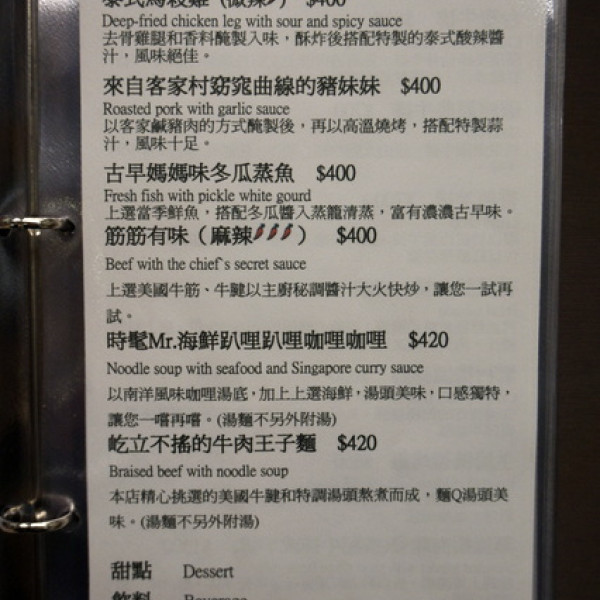 泰式馬殺雞（微辣） $400
Deep-fried chicken leg with sour and spicy sauce
去骨雞腿和香料醃製入味，酥炸後搭配特製的泰式酸辣醬
汁，風味絕佳。
來自客家村窈窕曲線的豬妹妹 $400
Roasted pork with garlic sauce
以客家鹹豬肉的方式醃製後，再以高溫燒烤，搭配特製蒜
汁，風味十足。
古早媽媽味冬瓜蒸魚 $400
Fresh fish with pickle white gourd
上選當季鮮魚，搭配冬瓜醬入蒸籠清蒸，富有濃濃古早味。
筋筋有味（麻辣） $400
Beef with the chief`s secret sauce
上選美國牛筋、牛腱以主廚秘調醬汁大火快炒，讓您一試再
試。
時髦Mr.海鮮趴哩趴哩咖哩咖哩 $420
Noodle soup with seafood and Singapore curry sauce
以南洋風味咖哩湯底，加上上選海鮮，湯頭美味，口感獨特，
讓您一嚐再嚐。(湯麵不另外附湯)
屹立不搖的牛肉王子麵 $420
Braised beef with noodle soup
本店精心挑選的美國牛腱和特調湯頭熬煮而成，麵Q湯頭美
味。(湯麵不另外附湯)
甜點 Dessert
飲料 Beverage